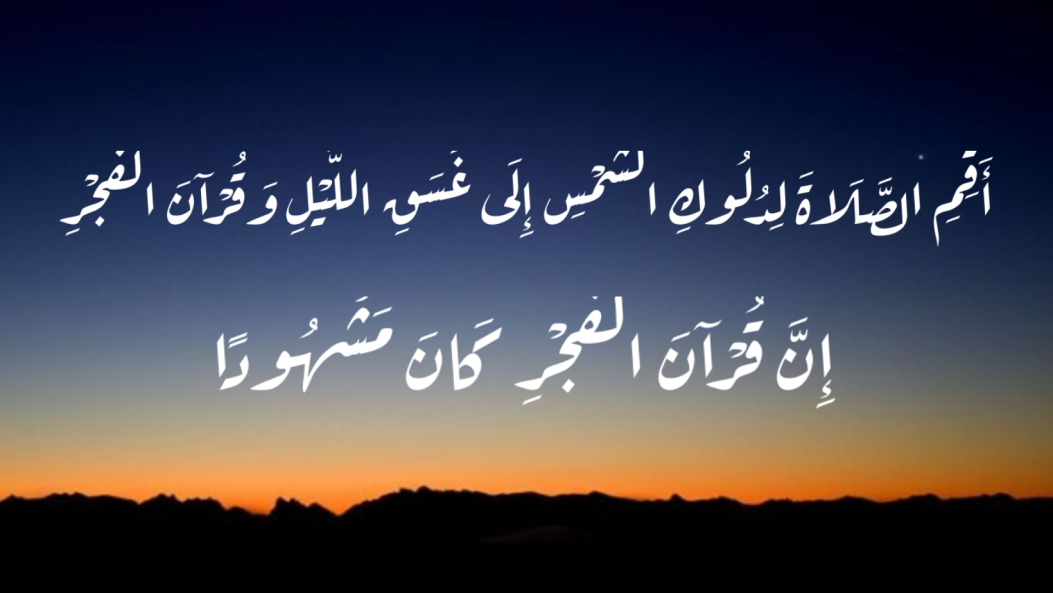 أَقِمِ الصَّلَاةَ لِدُلُوكِ الشَّمْسِ إِلَى غَسَقِ اللَّيْلِ وَ قُرْآنَ الْفَجْرِ
إِنَّ قُرْآنَ الْفَجْرِ كَانَ مَشْهُودًا